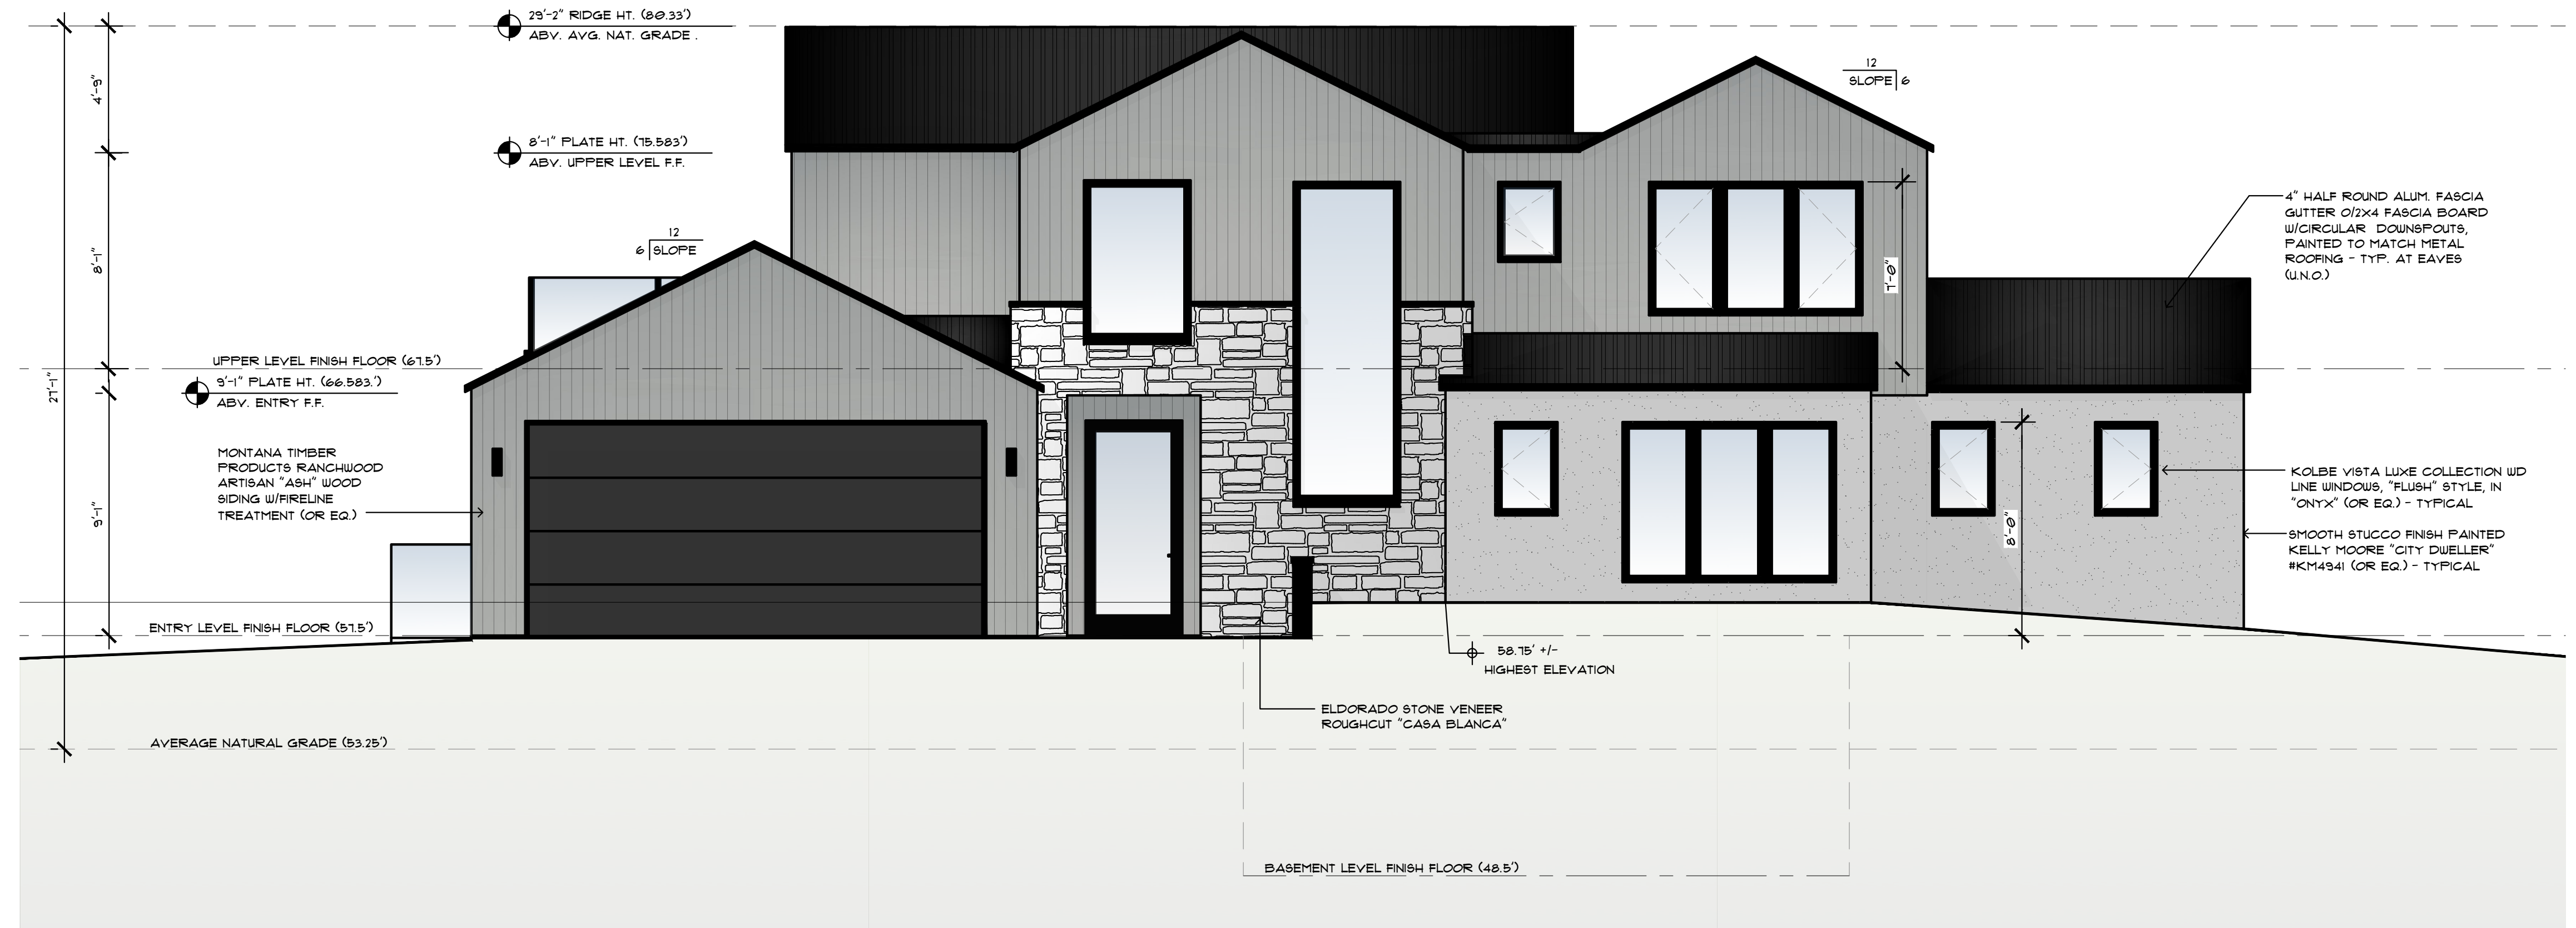 29'-2" RIDGE HT. (80.33')
ABV. AVG. NAT. GRADE .
4'-9"
8'-1" PLATE HT. (75.583')
ABV. UPPER LEVEL F.F.
12
SLOPE 6
12
6 SLOPE
8'-1"
4" HALF ROUND ALUM. FASCIA
GUTTER O/2X4 FASCIA BOARD
W/CIRCULAR DOWNSPOUTS,
PAINTED TO MATCH METAL
ROOFING - TYP. AT EAVES
(U.N.O.)
7'-0"
UPPER LEVEL FINISH FLOOR (67.5')
9'-1" PLATE HT. (66.583.')
ABV. ENTRY F.F.
27'-1"
MONTANA TIMBER
PRODUCTS RANCHWOOD
ARTISAN "ASH" WOOD
SIDING W/FIRELINE
TREATMENT (OR EQ.)
9'-1"
KOLBE VISTA LUXE COLLECTION WD
LINE WINDOWS, "FLUSH" STYLE, IN
"ONYX" (OR EQ.) - TYPICAL
8'-0"
SMOOTH STUCCO FINISH PAINTED
KELLY MOORE "CITY DWELLER"
#KM4941 (OR EQ.) - TYPICAL
ENTRY LEVEL FINISH FLOOR (57.5')
58.75' +/-
HIGHEST ELEVATION
ELDORADO STONE VENEER
ROUGHCUT "CASA BLANCA"
AVERAGE NATURAL GRADE (53.25')
BASEMENT LEVEL FINISH FLOOR (48.5')